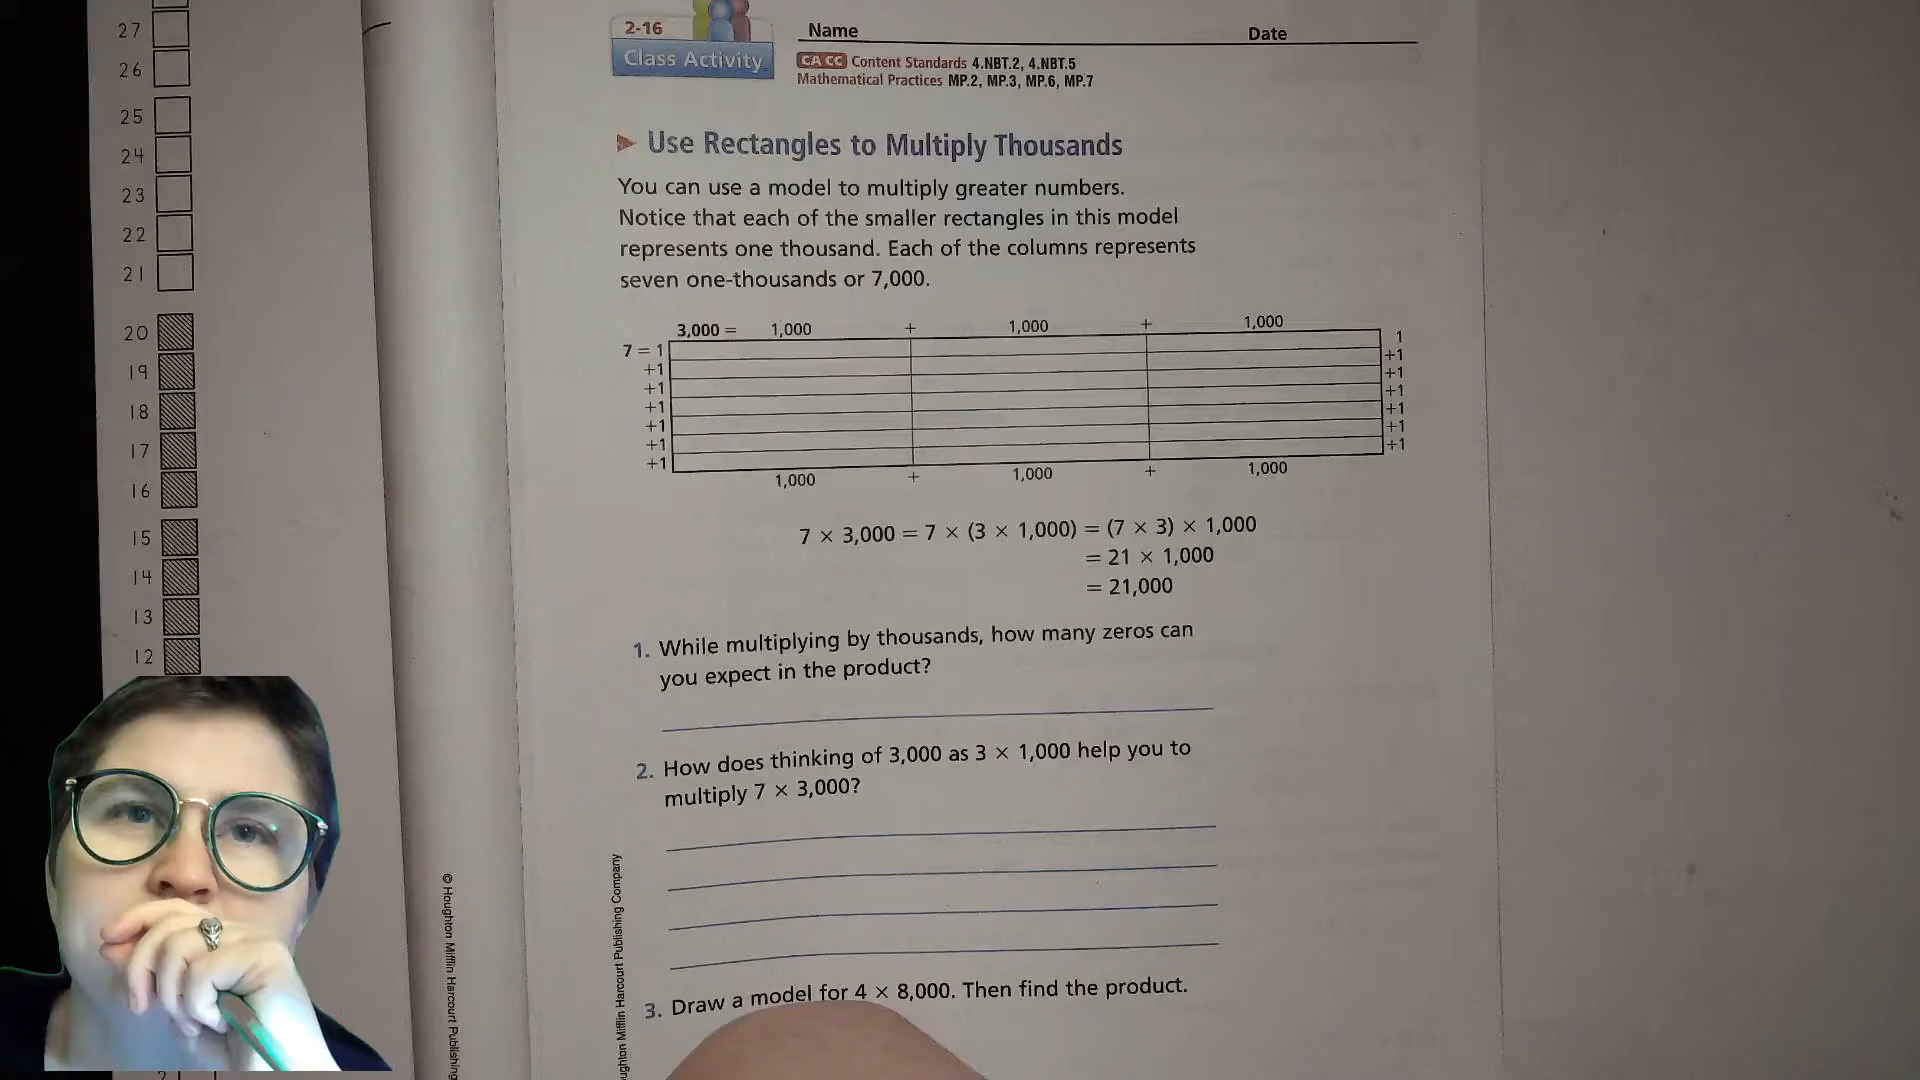 27
26
25
24
23
22
21
20
19
18
17
16
15
14
13
12
2-16
Class Activity
Name
Date
CA CC Content Standards 4.NBT.2, 4.NBT.5
Mathematical Practices MP.2, MP.3, MP.6, MP.7
Use Rectangles to Multiply Thousands
You can use a model to multiply greater numbers.
Notice that each of the smaller rectangles in this model
represents one thousand. Each of the columns represents
seven one-thousands or 7,000.
3,000 = 1,000 + 1,000 + 1,000
7 = 1 1
+1 +1
+1 +1
+1 +1
+1 +1
+1 +1
+1 +1
1,000 + 1,000 + 1,000
7 × 3,000 = 7 × (3 × 1,000) = (7 × 3) × 1,000
= 21 × 1,000
= 21,000
1. While multiplying by thousands, how many zeros can
you expect in the product?
2. How does thinking of 3,000 as 3 × 1,000 help you to
multiply 7 × 3,000?
3. Draw a model for 4 × 8,000. Then find the product.
© Houghton Mifflin Harcourt Publishing
ughton Mifflin Harcourt Publishing Company